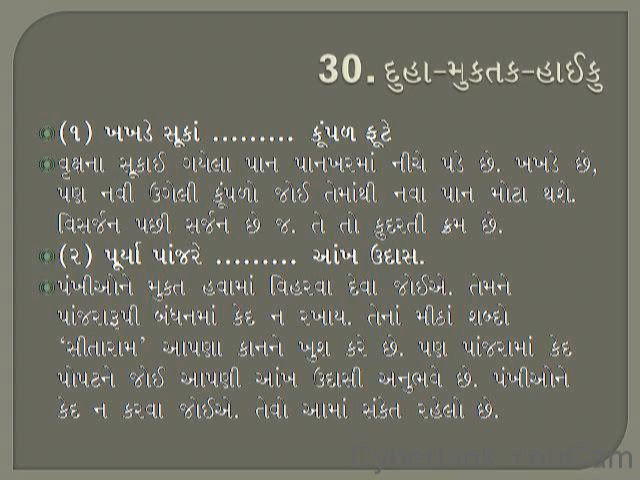 30. દુહા-મુક્તક-હાઈકુ
(૧) ખખડે સૂકાં ......... કૂંપળ ફૂટે
વૃક્ષના સૂકાઈ ગયેલા પાન પાનખરમાં નીચે પડે છે. ખખડે છે,
પણ નવી ઉગેલી કૂંપળો જોઈ તેમાંથી નવા પાન મોટા થશે.
વિસર્જન પછી સર્જન છે જ. તે તો કુદરતી ક્રમ છે.
(૨) પૂર્યા પાંજરે ......... આંખ ઉદાસ.
પંખીઓને મુક્ત હવામાં વિહરવા દેવા જોઈએ. તેમને
પાંજરારૂપી બંધનમાં કેદ ન રખાય. તેનાં મીઠાં શબ્દો
‘સીતારામ’ આપણા કાનને ખુશ કરે છે. પણ પાંજરામાં કેદ
પોપટને જોઈ આપણી આંખ ઉદાસી અનુભવે છે. પંખીઓને
કેદ ન કરવા જોઈએ. તેવો આમાં સંકેત રહેલો છે.